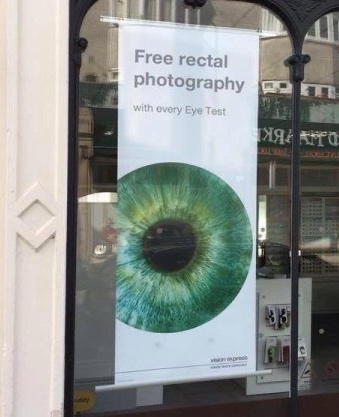 Free rectal
photography
with every Eye Test
vision express